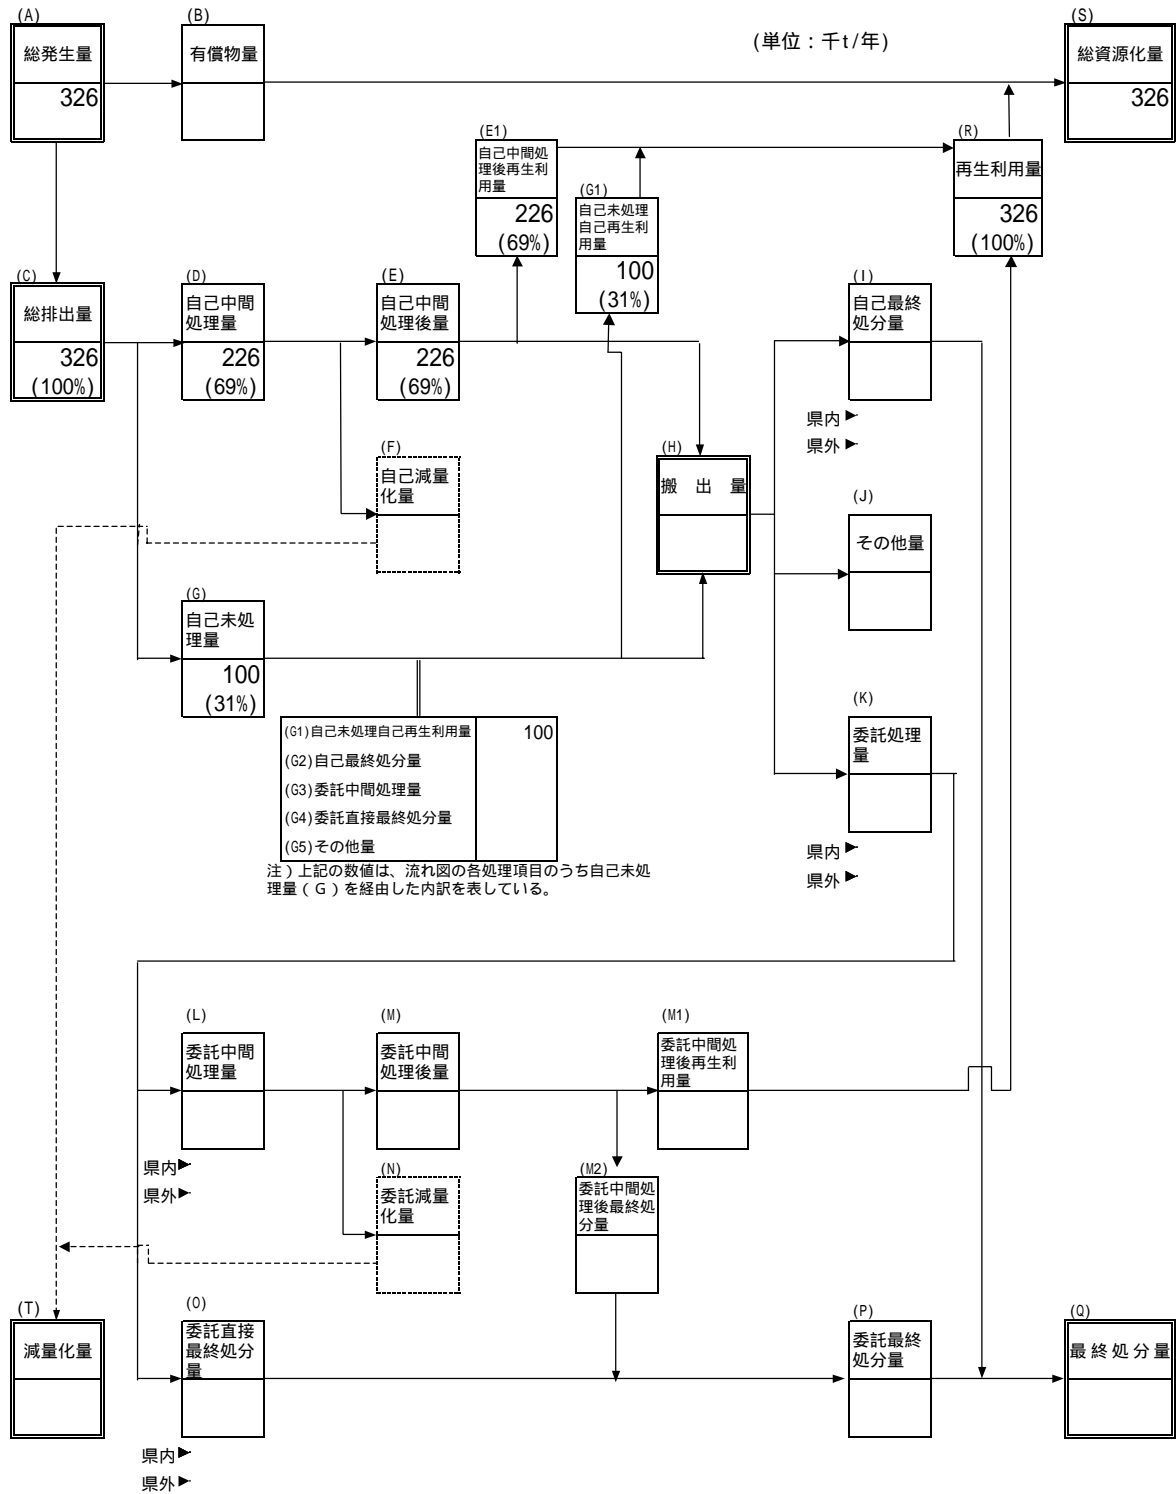 (A)
総発生量
326
(B)
有償物量
(単位：千t/年)
(S)
総資源化量
326
(E1)
自己中間処
理後再生利
用量
226
(69%)
(G1)
自己未処理
自己再生利
用量
100
(31%)
(R)
再生利用量
326
(100%)
(C)
総排出量
326
(100%)
(D)
自己中間
処理量
226
(69%)
(E)
自己中間
処理後量
226
(69%)
(I)
自己最終
処分量
県内
県外
(F)
自己減量
化量
(H)
搬 出 量
(J)
その他量
(G)
自己未処
理量
100
(31%)
(K)
委託処理
量
県内
県外
(G1)自己未処理自己再生利用量 100
(G2)自己最終処分量
(G3)委託中間処理量
(G4)委託直接最終処分量
(G5)その他量
注）上記の数値は、流れ図の各処理項目のうち自己未処
理量（Ｇ）を経由した内訳を表している。
(L)
委託中間
処理量
県内
県外
(M)
委託中間
処理後量
(M1)
委託中間処
理後再生利
用量
(N)
委託減量
化量
(M2)
委託中間処
理後最終処
分量
(T)
減量化量
(O)
委託直接
最終処分
量
県内
県外
(P)
委託最終
処分量
(Q)
最終処分量